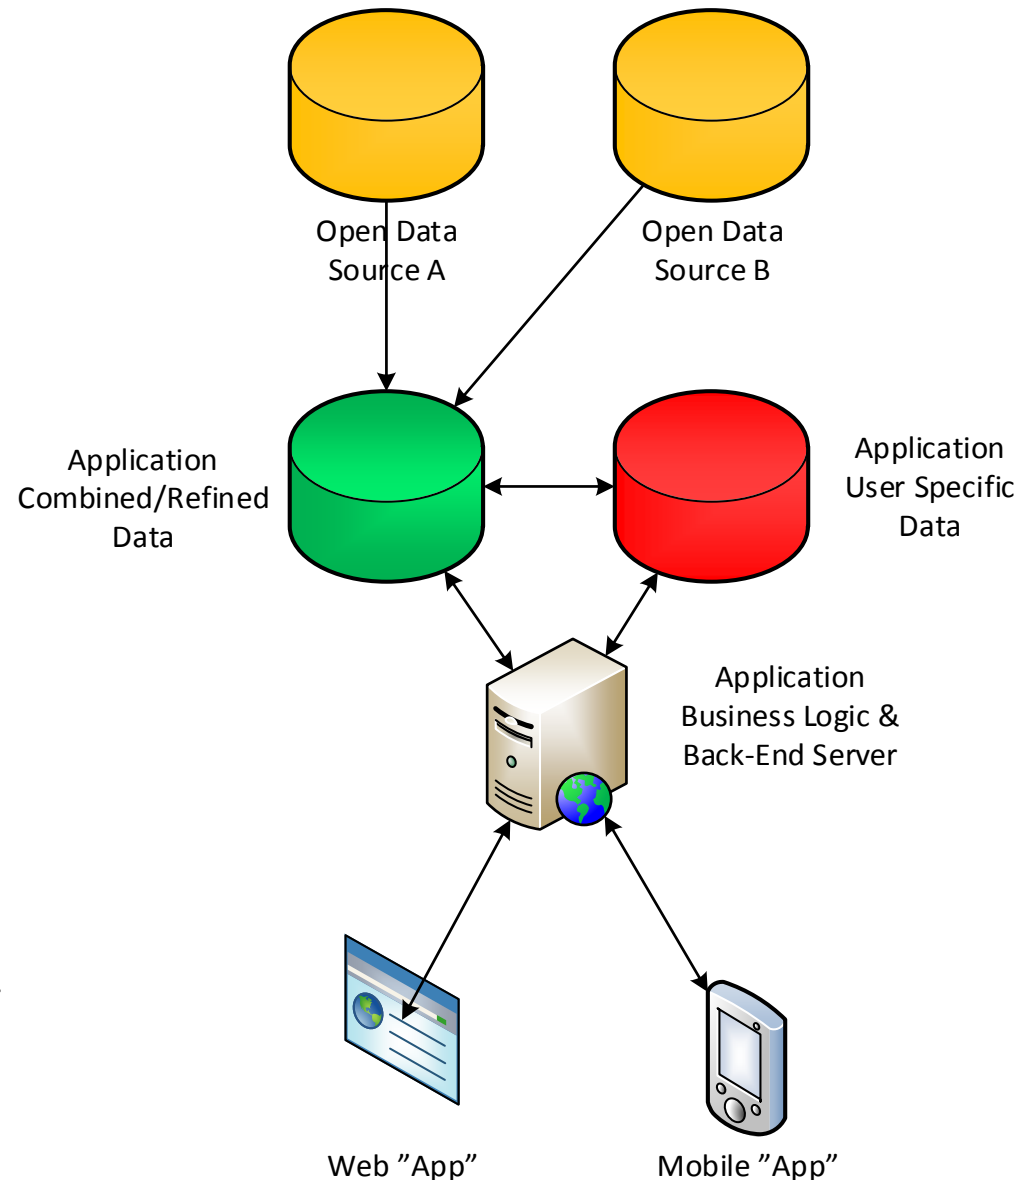 Open Data
Source A
Open Data
Source B
Application
Combined/Refined
Data
Application
User Specific
Data
Application
Business Logic &
Back-End Server
Web ”App”
Mobile ”App”